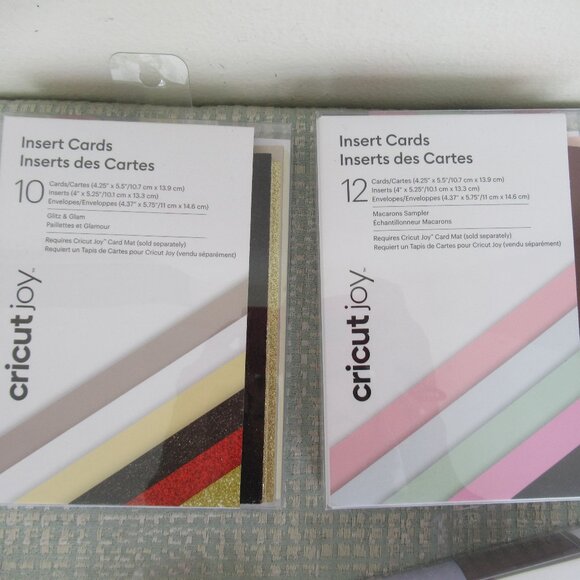 Insert Cards
Inserts des Cartes
10
Cards/Cartes (4.25" x 5.5"/10.7 cm x 13.9 cm)
Inserts (4" x 5.25"/10.1 cm x 13.3 cm)
Envelopes/Enveloppes (4.37" x 5.75"/11 cm x 14.6 cm)
Glitz & Glam
Paillettes et Glamour
Requires Cricut Joy™ Card Mat (sold separately)
Requiert un Tapis de Cartes pour Cricut Joy (vendu séparément)
cricut joy™
Insert Cards
Inserts des Cartes
12
Cards/Cartes (4.25" x 5.5"/10.7 cm x 13.9 cm)
Inserts (4" x 5.25"/10.1 cm x 13.3 cm)
Envelopes/Enveloppes (4.37" x 5.75"/11 cm x 14.6 cm)
Macarons Sampler
Échantillonneur Macarons
Requires Cricut Joy™ Card Mat (sold separately)
Requiert un Tapis de Cartes pour Cricut Joy (vendu séparément)
cricut joy™